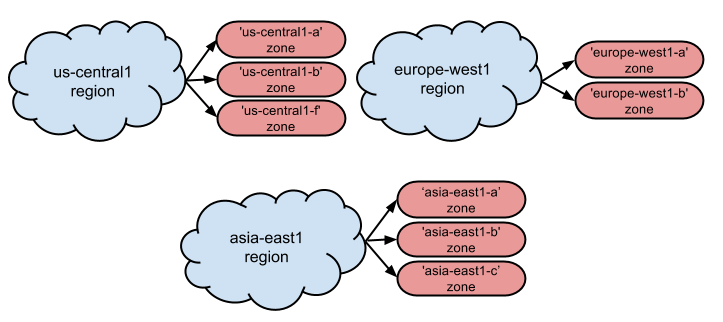 us-central1
region
'us-central1-a'
zone
'us-central1-b'
zone
'us-central1-f'
zone
europe-west1
region
'europe-west1-a'
zone
'europe-west1-b'
zone
asia-east1
region
'asia-east1-a'
zone
'asia-east1-b'
zone
'asia-east1-c'
zone